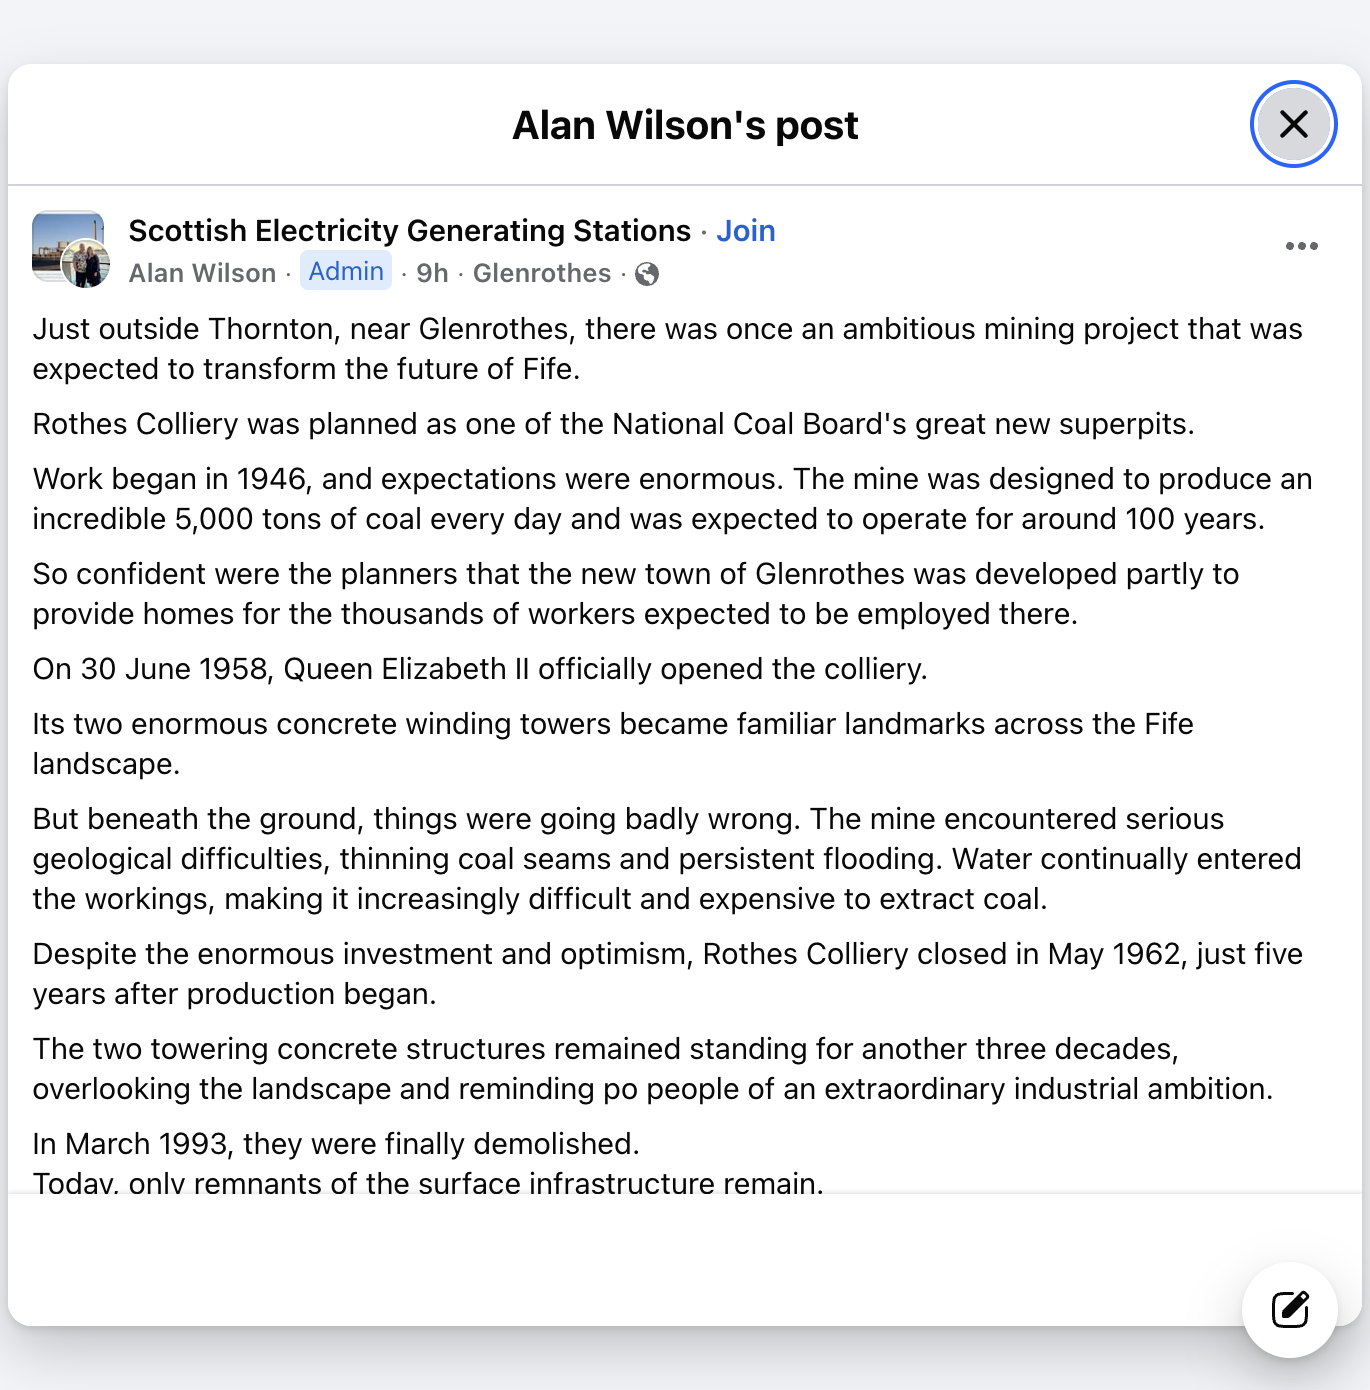 Alan Wilson's post
Scottish Electricity Generating Stations · Join
Alan Wilson · Admin · 9h · Glenrothes ·
Just outside Thornton, near Glenrothes, there was once an ambitious mining project that was
expected to transform the future of Fife.
Rothes Colliery was planned as one of the National Coal Board's great new superpits.
Work began in 1946, and expectations were enormous. The mine was designed to produce an
incredible 5,000 tons of coal every day and was expected to operate for around 100 years.
So confident were the planners that the new town of Glenrothes was developed partly to
provide homes for the thousands of workers expected to be employed there.
On 30 June 1958, Queen Elizabeth II officially opened the colliery.
Its two enormous concrete winding towers became familiar landmarks across the Fife
landscape.
But beneath the ground, things were going badly wrong. The mine encountered serious
geological difficulties, thinning coal seams and persistent flooding. Water continually entered
the workings, making it increasingly difficult and expensive to extract coal.
Despite the enormous investment and optimism, Rothes Colliery closed in May 1962, just five
years after production began.
The two towering concrete structures remained standing for another three decades,
overlooking the landscape and reminding po people of an extraordinary industrial ambition.
In March 1993, they were finally demolished.
Today, only remnants of the surface infrastructure remain.